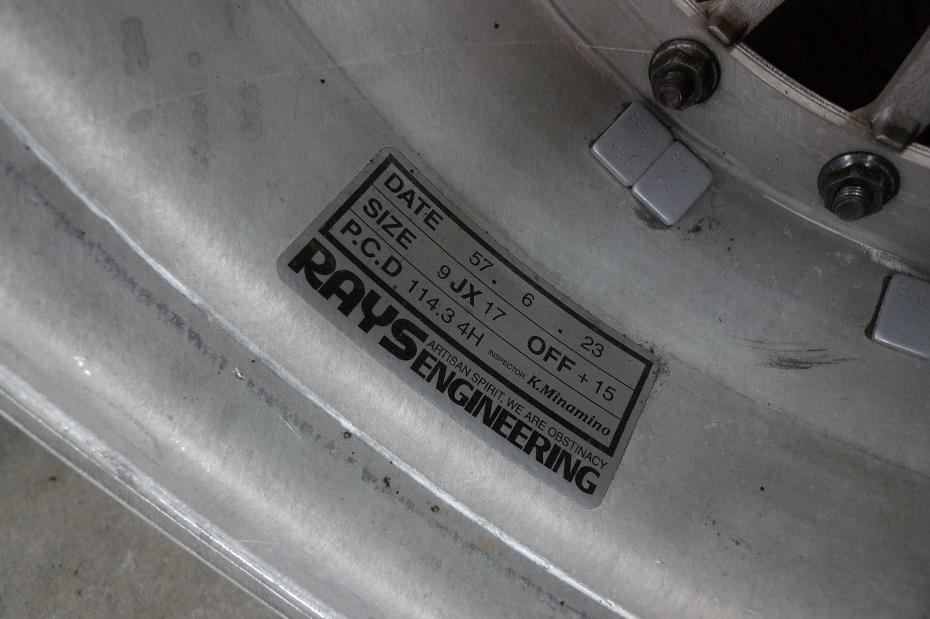 DATE 57. 6 . 23
SIZE 9 JX 17 OFF + 15
P.C.D. 114.3 4H INSPECTOR K.Minamino
RAYS
ARTISAN SPIRIT, WE ARE OBSTINACY
ENGINEERING